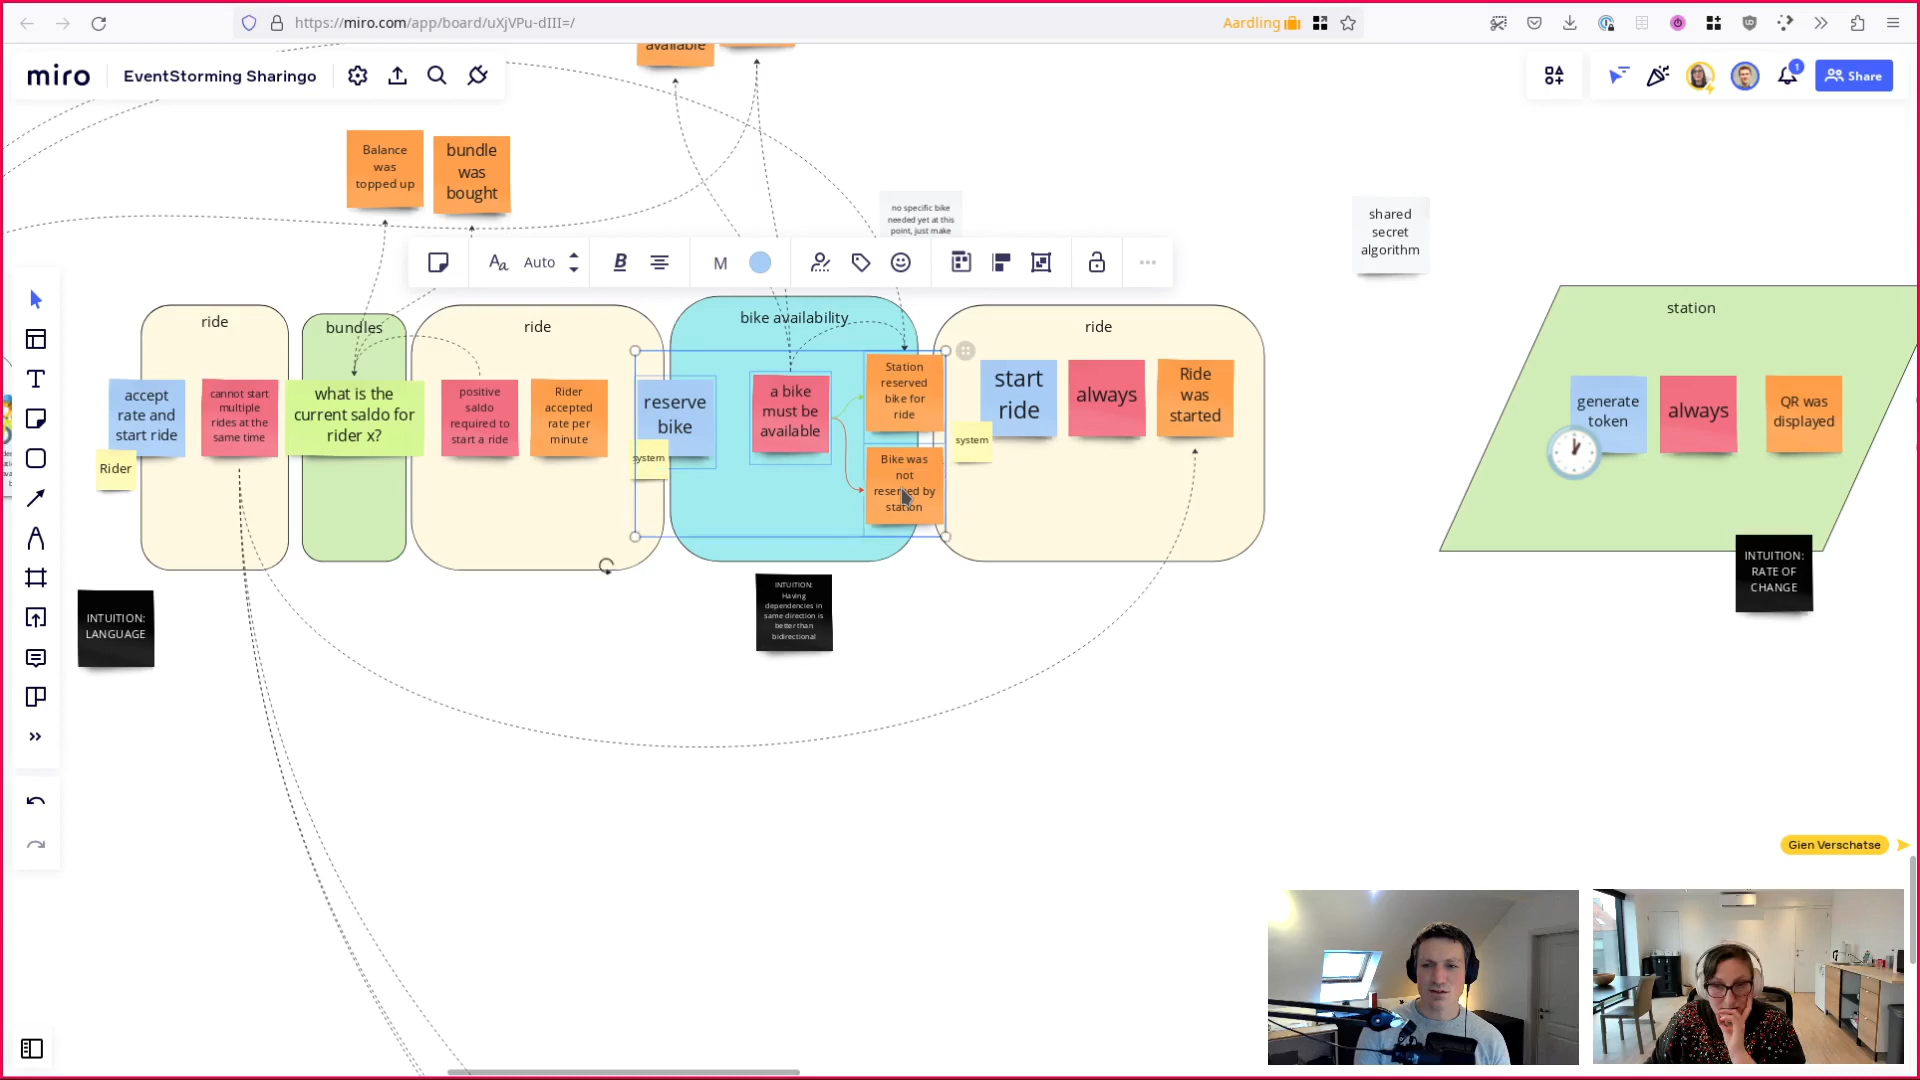 https://miro.com/app/board/uXjVPu-dIII=/
Aardling
miro
EventStorming Sharingo
1
Share
available
Balance
was
topped up
bundle
was
bought
no specific bike
needed yet at this
point, just make
shared
secret
algorithm
Auto
B
M
ride
bundles
ride
bike availability
ride
station
accept
rate and
start ride
Rider
cannot start
multiple
rides at the
same time
what is the
current saldo for
rider x?
positive
saldo
required to
start a ride
Rider
accepted
rate per
minute
reserve
bike
system
a bike
must be
available
Station
reserved
bike for
ride
Bike was
not
reserved by
station
system
start
ride
always
Ride
was
started
generate
token
always
QR was
displayed
INTUITION:
LANGUAGE
INTUITION:
Having
dependencies in
same direction is
better than
bidirectional
INTUITION:
RATE OF
CHANGE
Gien Verschatse